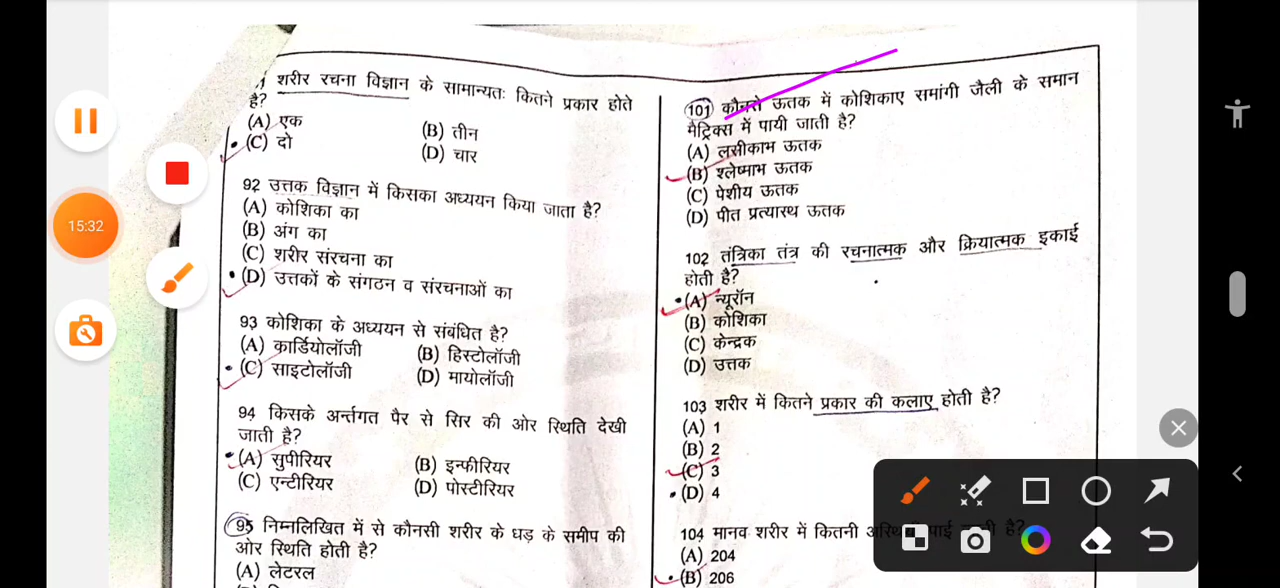 शरीर रचना विज्ञान के सामान्यतः कितने प्रकार होते
है?
(A) एक
(B) तीन
(C) दो
(D) चार
92 उत्तक विज्ञान में किसका अध्ययन किया जाता है?
(A) कोशिका का
(B) अंग का
(C) शरीर संरचना का
(D) उत्तकों के संगठन व संरचनाओं का
93 कोशिका के अध्ययन से संबंधित है?
(A) कार्डियोलॉजी
(B) हिस्टोलॉजी
(C) साइटोलॉजी
(D) मायोलॉजी
94 किसके अर्न्तगत पैर से सिर की ओर स्थिति देखी
जाती है?
(A) सुपीरियर
(B) इन्फीरियर
(C) एन्टीरियर
(D) पोस्टीरियर
95 निम्नलिखित में से कौनसी शरीर के धड़ के समीप की
ओर स्थिति होती है?
(A) लेटरल
101 कौनसे ऊतक में कोशिकाए समांगी जैली के समान
मैट्रिक्स में पायी जाती है?
(A) लसीकाभ ऊतक
(B) श्लेष्माभ ऊतक
(C) पेशीय ऊतक
(D) पीत प्रत्यास्थ ऊतक
102 तंत्रिका तंत्र की रचनात्मक और क्रियात्मक इकाई
होती है?
(A) न्यूरॉन
(B) कोशिका
(C) केन्द्रक
(D) उत्तक
103 शरीर में कितने प्रकार की कलाए होती है?
(A) 1
(B) 2
(C) 3
(D) 4
104 मानव शरीर में कितनी
(A) 204
(B) 206
15:32